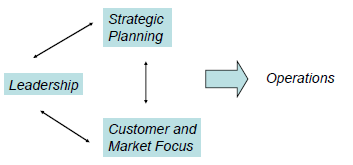 Strategic
Planning
Leadership
Operations
Customer and
Market Focus